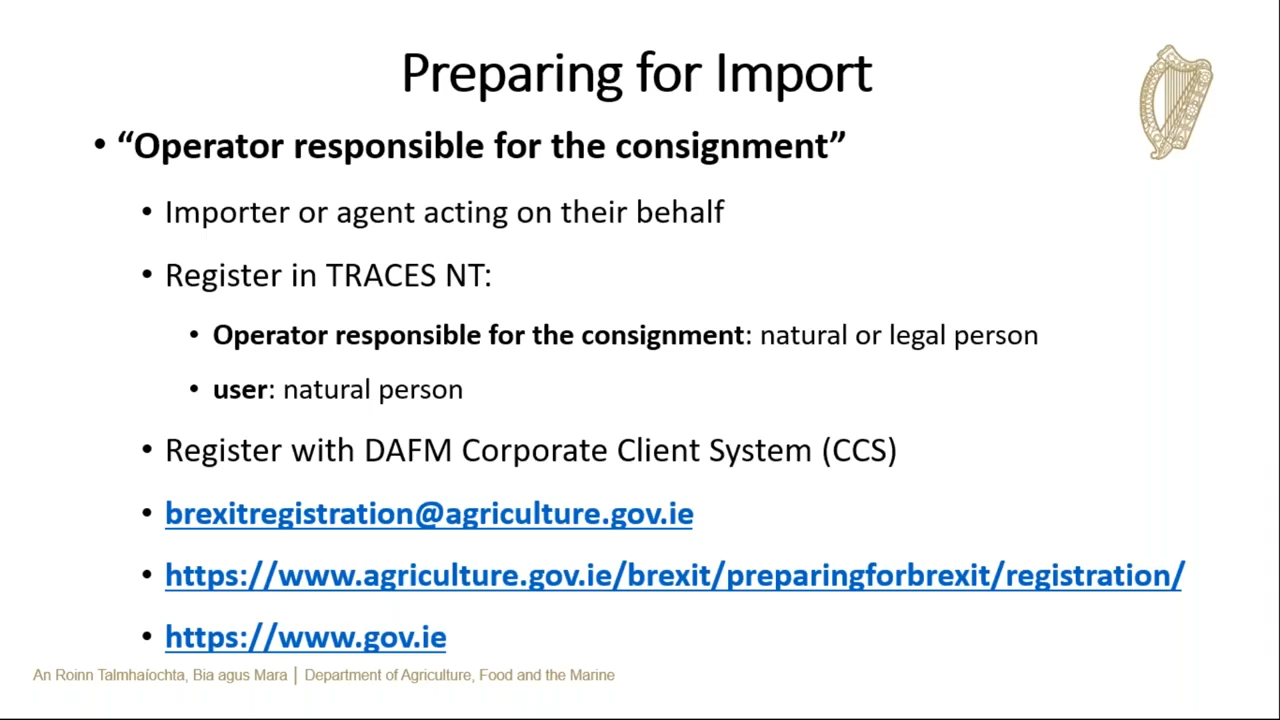 Preparing for Import
• “Operator responsible for the consignment”
• Importer or agent acting on their behalf
• Register in TRACES NT:
• Operator responsible for the consignment: natural or legal person
• user: natural person
• Register with DAFM Corporate Client System (CCS)
• brexitregistration@agriculture.gov.ie
• https://www.agriculture.gov.ie/brexit/preparingforbrexit/registration/
• https://www.gov.ie
An Roinn Talmhaíochta, Bia agus Mara | Department of Agriculture, Food and the Marine